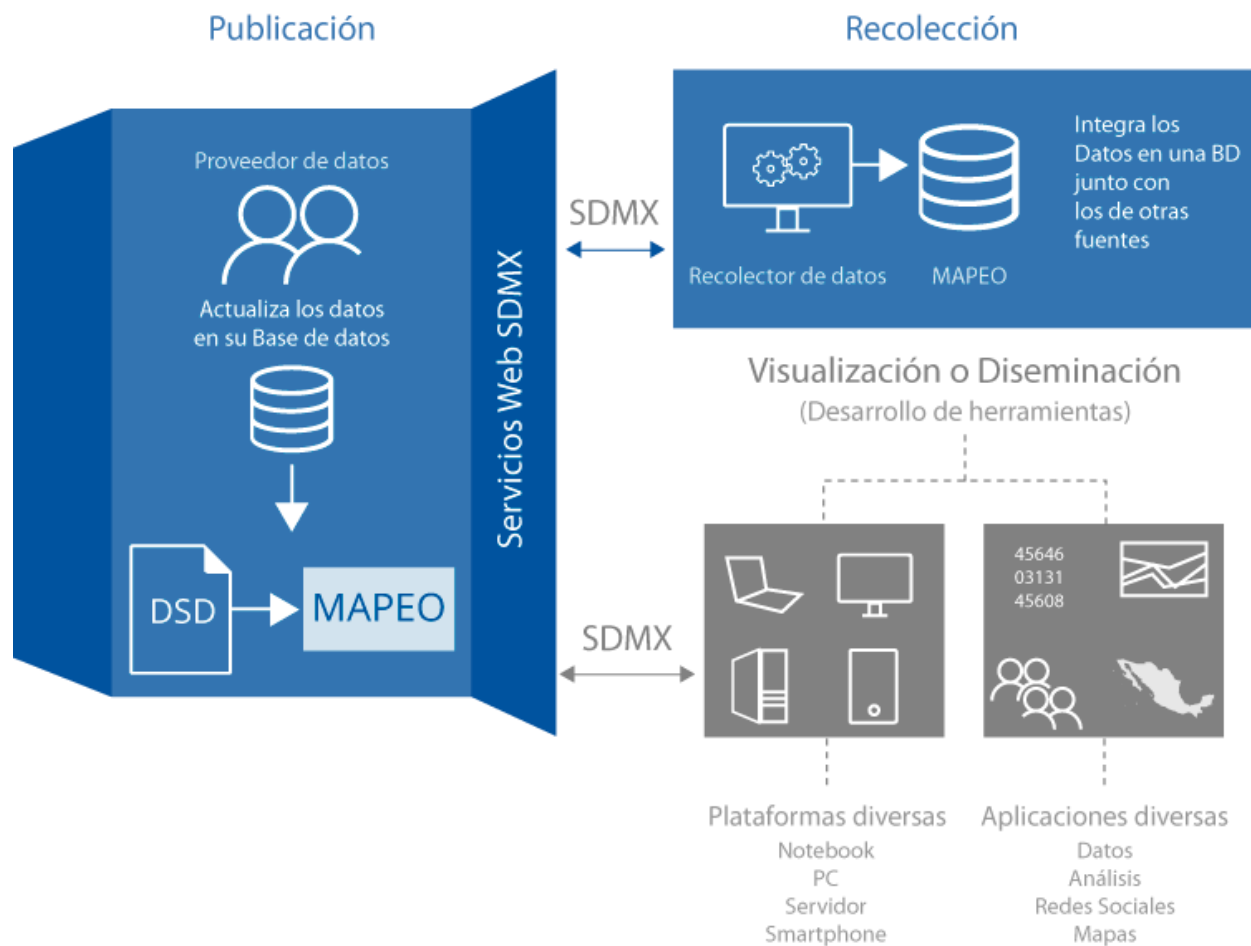 Publicación
Proveedor de datos
Actualiza los datos
en su Base de datos
DSD
MAPEO
Servicios Web SDMX
SDMX
SDMX
Recolección
Recolector de datos
MAPEO
Integra los
Datos en una BD
junto con
los de otras
fuentes
Visualización o Diseminación
(Desarrollo de herramientas)
45646
03131
45608
Plataformas diversas
Notebook
PC
Servidor
Smartphone
Aplicaciones diversas
Datos
Análisis
Redes Sociales
Mapas